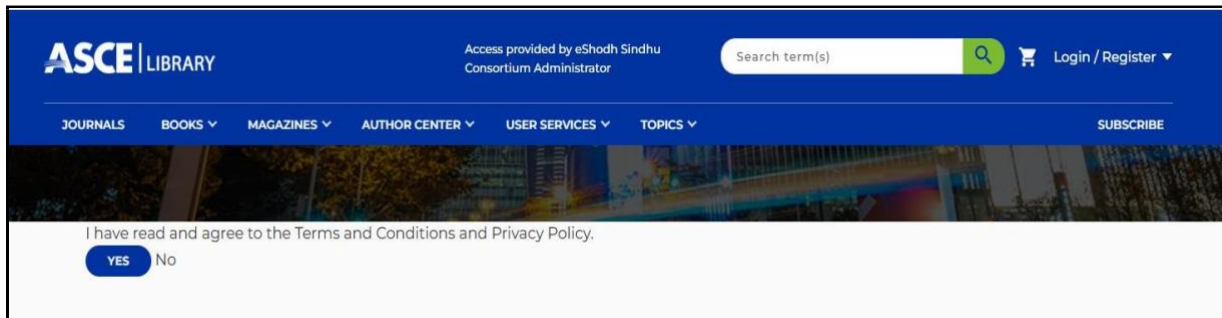 ASCE LIBRARY
Access provided by eShodh Sindhu
Consortium Administrator
Search term(s)
Login / Register
JOURNALS BOOKS MAGAZINES AUTHOR CENTER USER SERVICES TOPICS SUBSCRIBE
I have read and agree to the Terms and Conditions and Privacy Policy.
YES No